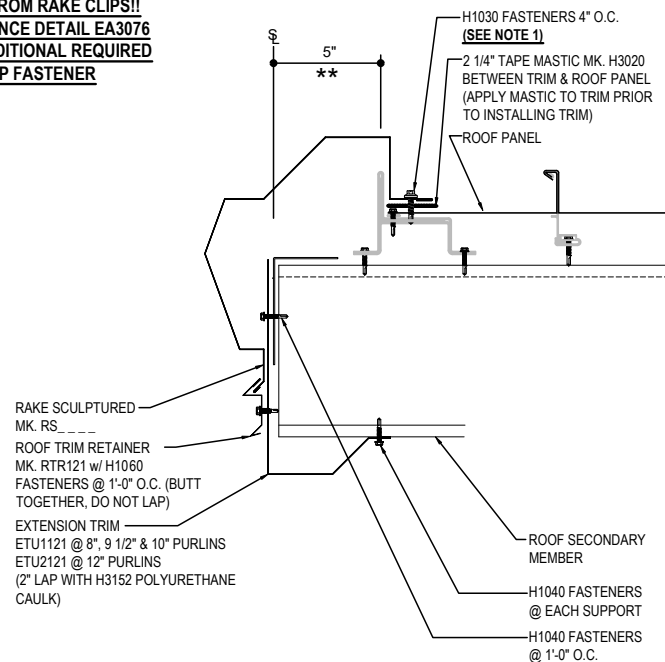 ROM RAKE CLIPS!!
NCE DETAIL EA3076
DITIONAL REQUIRED
P FASTENER
5"
**
H1030 FASTENERS 4" O.C.
(SEE NOTE 1)
2 1/4" TAPE MASTIC MK. H3020
BETWEEN TRIM & ROOF PANEL
(APPLY MASTIC TO TRIM PRIOR
TO INSTALLING TRIM)
ROOF PANEL
RAKE SCULPTURED
MK. RS_ _ _ _
ROOF TRIM RETAINER
MK. RTR121 w/ H1060
FASTENERS @ 1'-0" O.C. (BUTT
TOGETHER, DO NOT LAP)
EXTENSION TRIM
ETU1121 @ 8", 9 1/2" & 10" PURLINS
ETU2121 @ 12" PURLINS
(2" LAP WITH H3152 POLYURETHANE
CAULK)
ROOF SECONDARY
MEMBER
H1040 FASTENERS
@ EACH SUPPORT
H1040 FASTENERS
@ 1'-0" O.C.